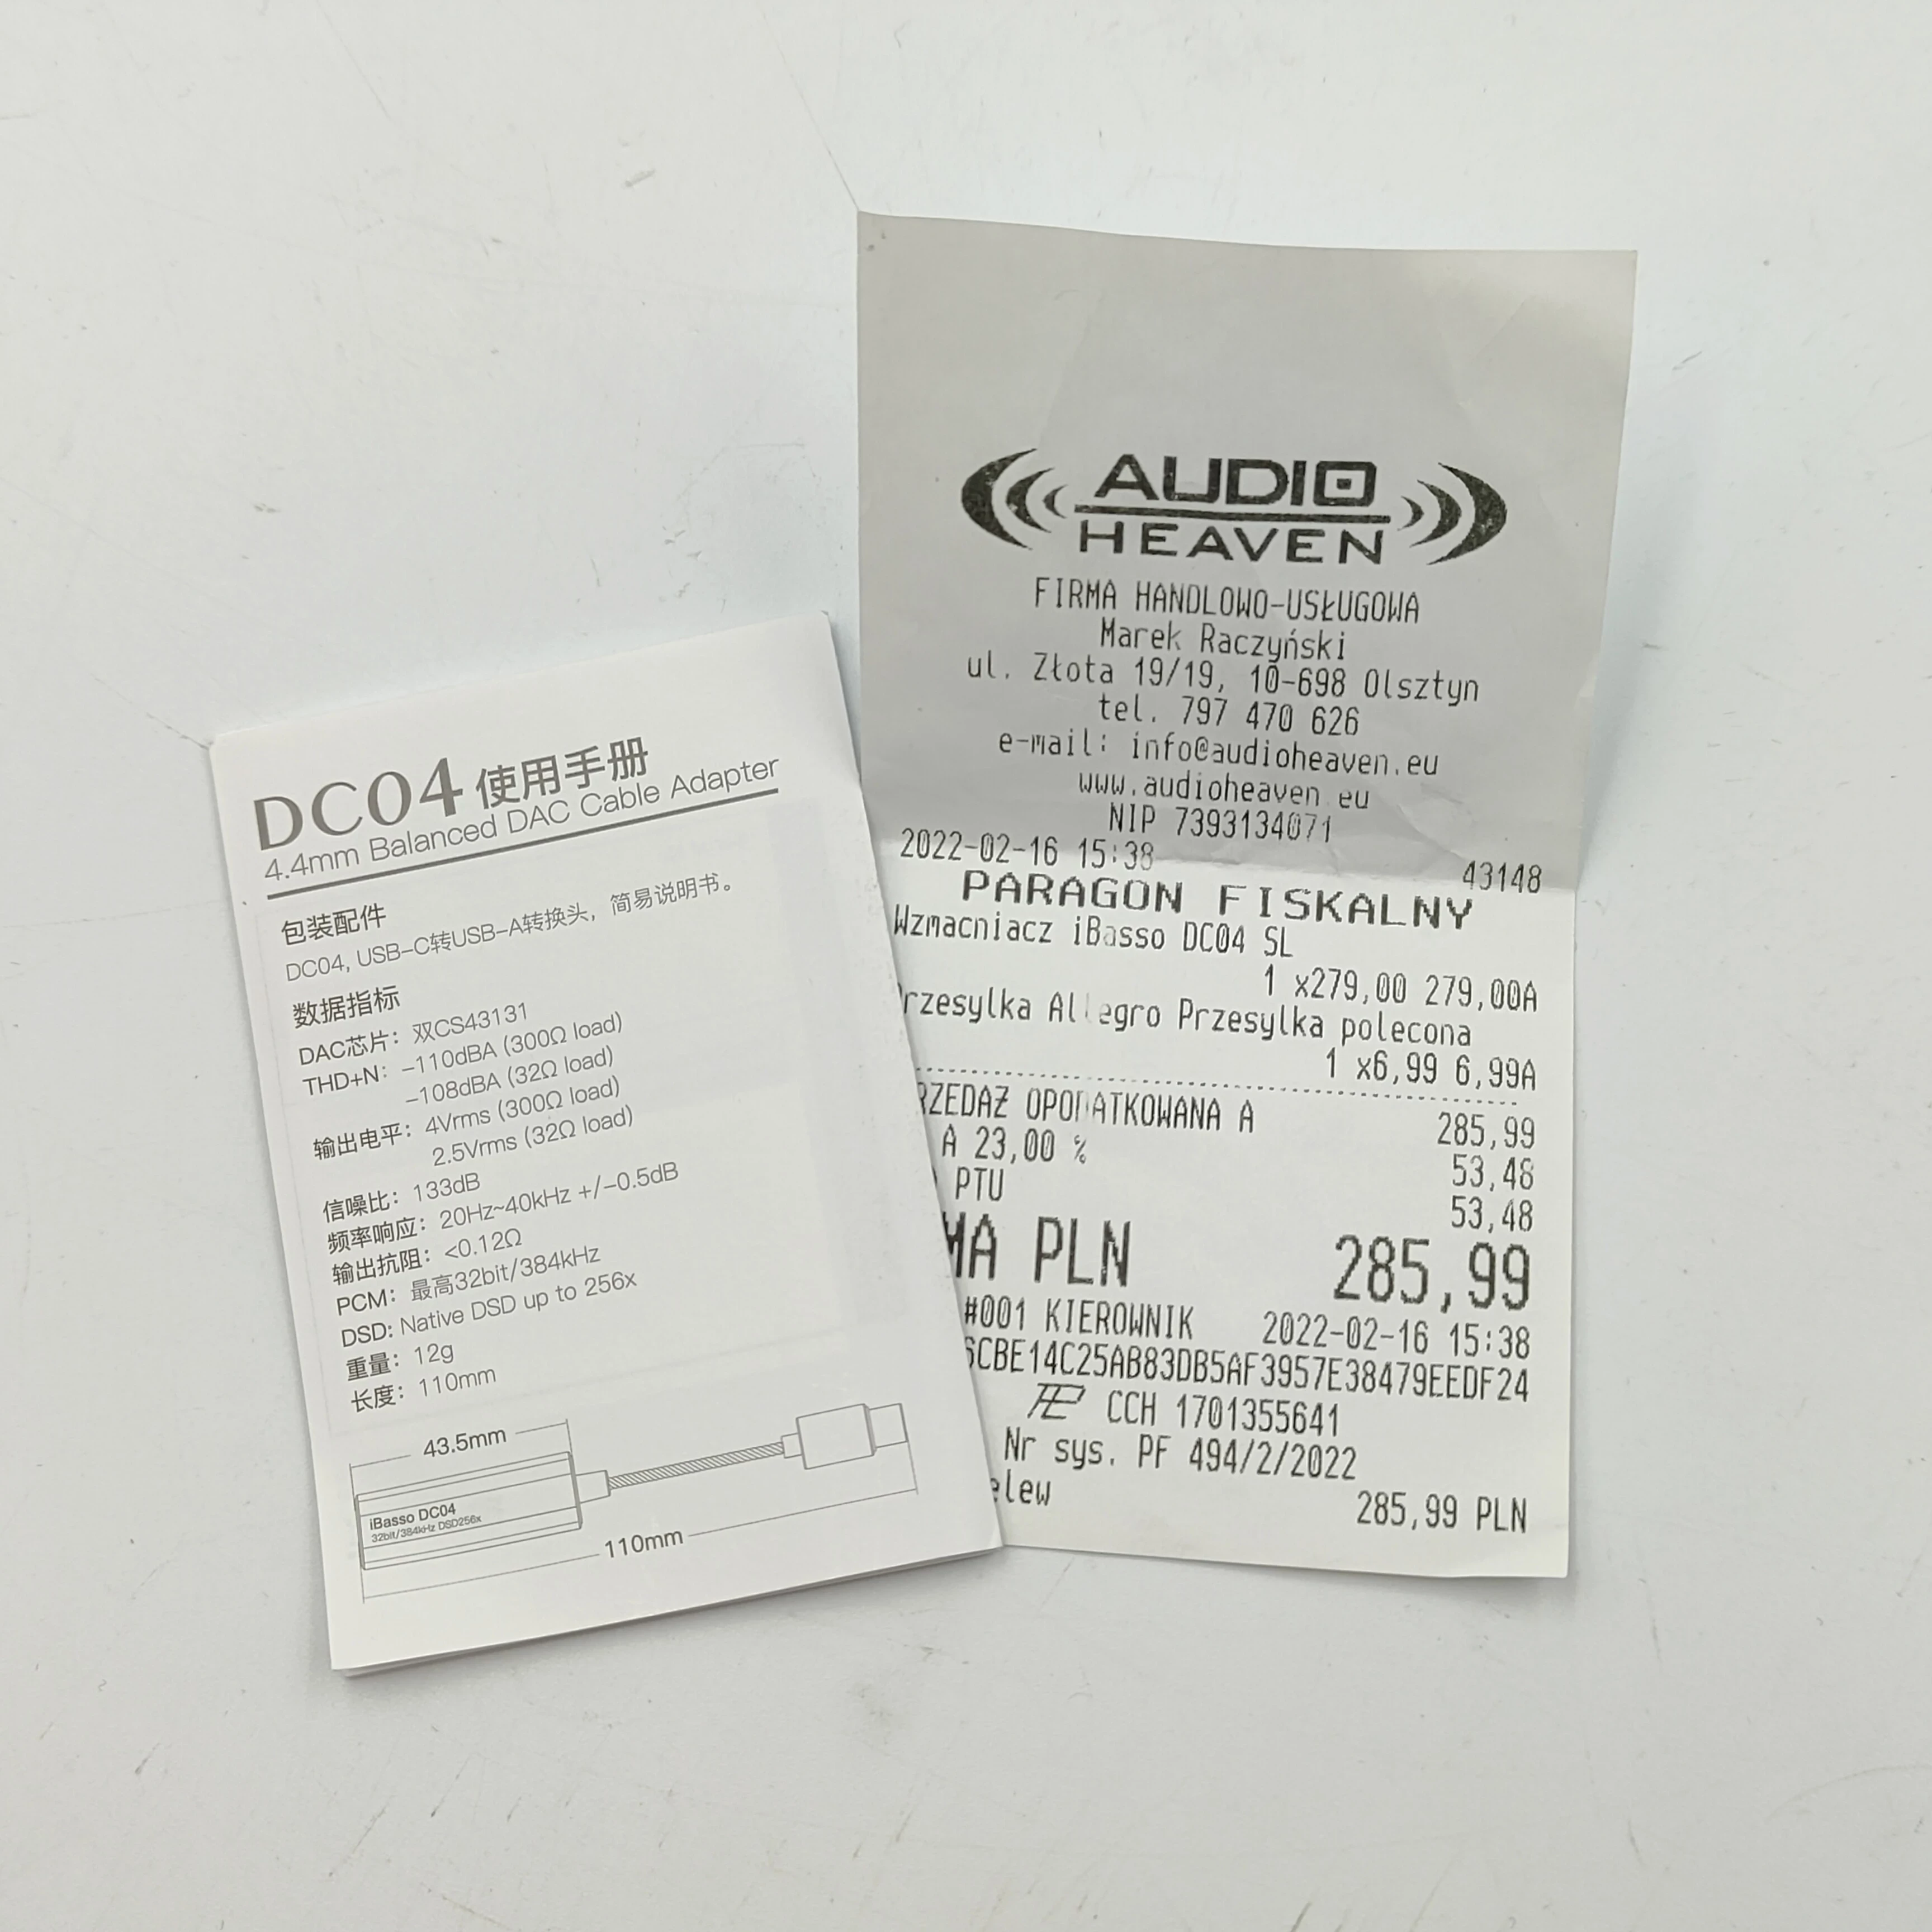 DC04 使用手册
4.4mm Balanced DAC Cable Adapter
包装配件
DC04, USB-C转USB-A转换头，简易说明书。
数据指标
DAC芯片：双CS43131
THD+N：-110dBA (300Ω load)
-108dBA (32Ω load)
输出电平：4Vrms (300Ω load)
2.5Vrms (32Ω load)
信噪比：133dB
频率响应：20Hz~40kHz +/-0.5dB
输出抗阻：<0.12Ω
PCM：最高32bit/384kHz
DSD: Native DSD up to 256x
重量：12g
长度：110mm
43.5mm
iBasso DC04
32bit/384kHz DSD256x
110mm
AUDIO
HEAVEN
FIRMA HANDLOWO-USŁUGOWA
Marek Raczyński
ul. Złota 19/19, 10-698 Olsztyn
tel. 797 470 626
e-mail: info@audioheaven.eu
www.audioheaven.eu
NIP 7393134071
2022-02-16 15:38 43148
PARAGON FISKALNY
Wzmacniacz iBasso DC04 SL
1 x279,00 279,00A
rzesylka Allegro Przesylka polecona
1 x6,99 6,99A
RZEDAŻ OPODATKOWANA A 285,99
A 23,00 % 53,48
PTU 53,48
MA PLN 285,99
#001 KIEROWNIK 2022-02-16 15:38
6CBE14C25AB83DB5AF3957E38479EEDF24
CCH 1701355641
Nr sys. PF 494/2/2022
elew 285,99 PLN